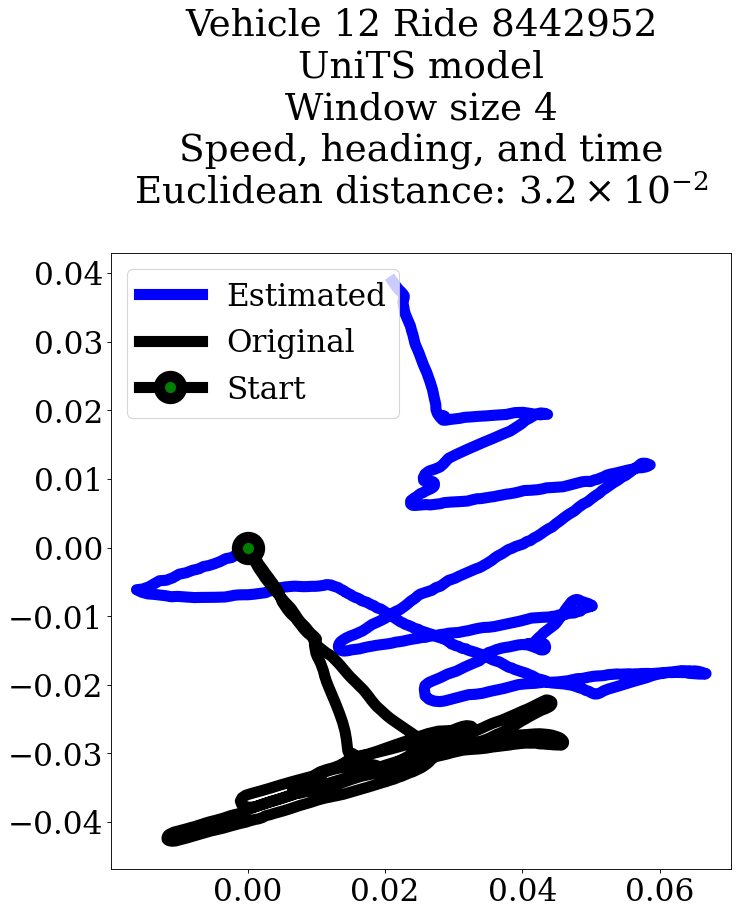 Vehicle 12 Ride 8442952
UniTS model
Window size 4
Speed, heading, and time
Euclidean distance: 3.2 × 10⁻²
Estimated
Original
Start
0.04
0.03
0.02
0.01
0.00
−0.01
−0.02
−0.03
−0.04
0.00 0.02 0.04 0.06